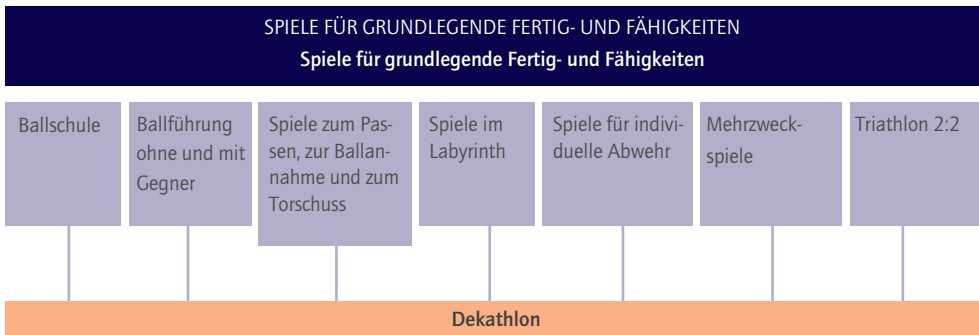 SPIELE FÜR GRUNDLEGENDE FERTIG- UND FÄHIGKEITEN
Spiele für grundlegende Fertig- und Fähigkeiten
Ballschule
Ballführung
ohne und mit
Gegner
Spiele zum Pas-
sen, zur Ballan-
nahme und zum
Torschuss
Spiele im
Labyrinth
Spiele für indivi-
duelle Abwehr
Mehrzweck-
spiele
Triathlon 2:2
Dekathlon